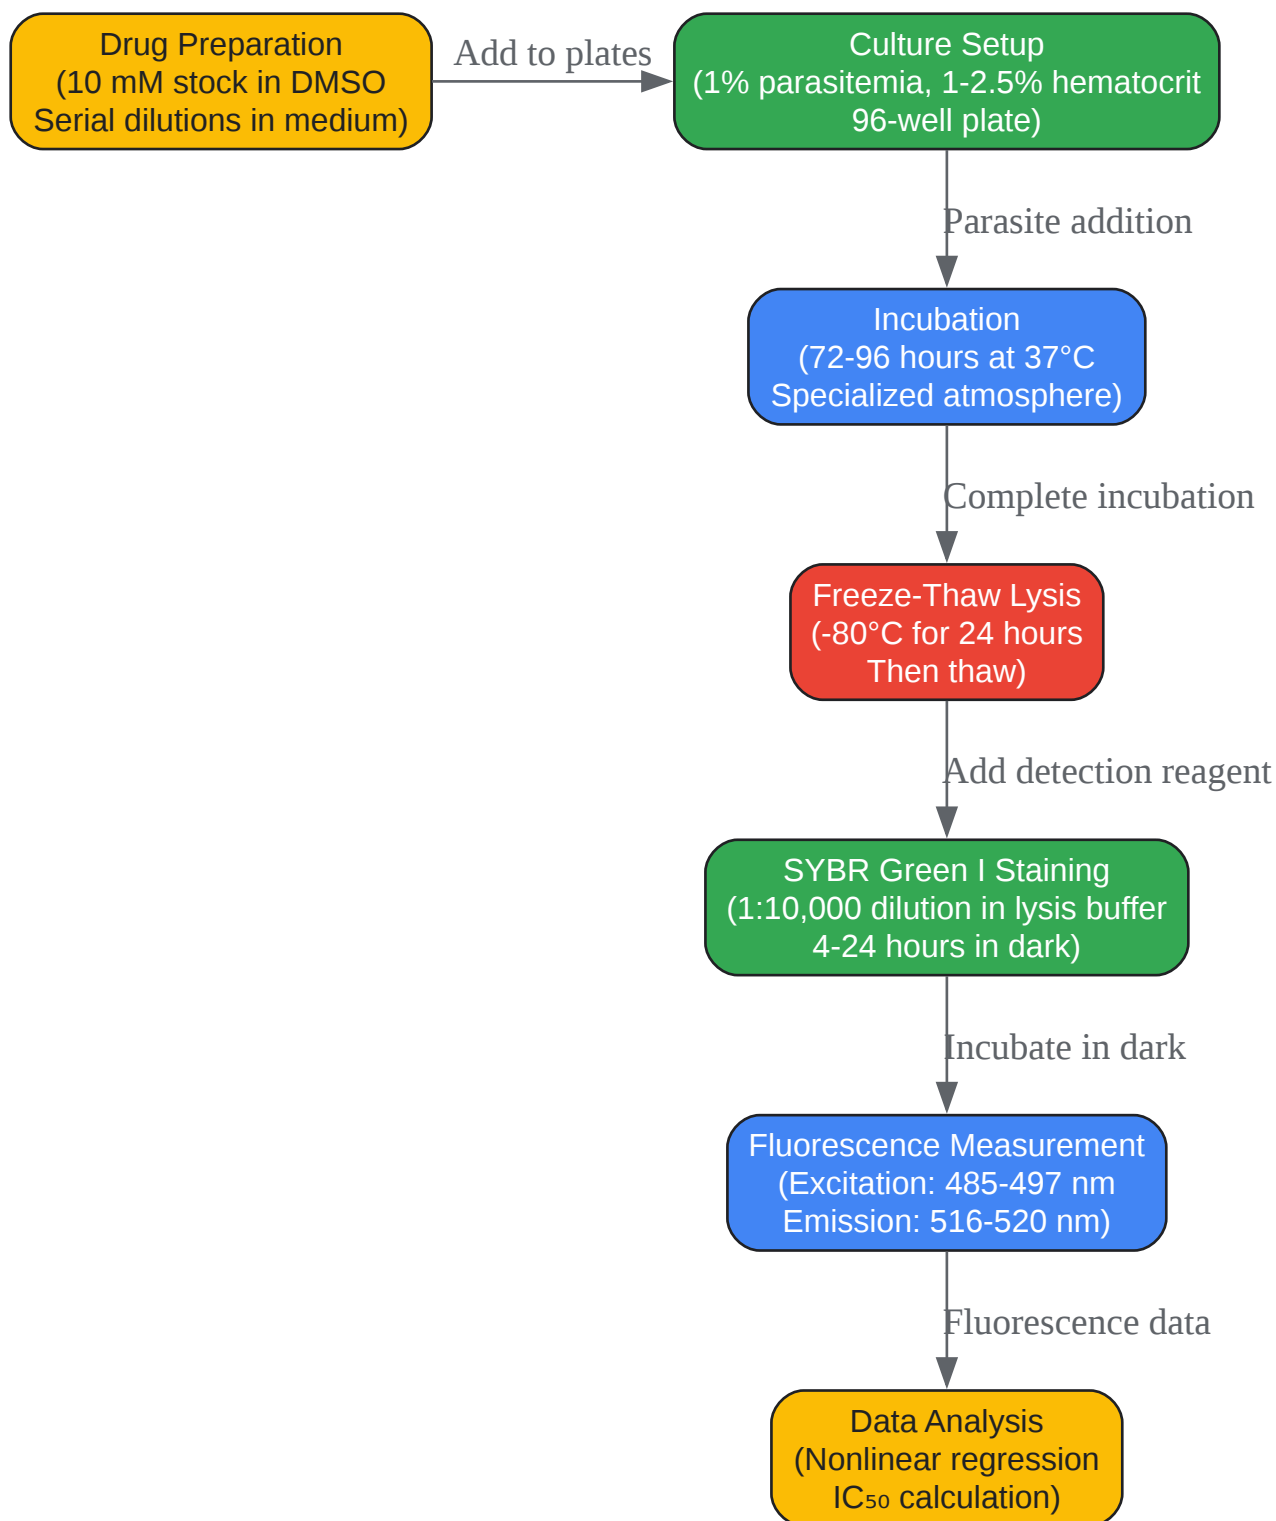 Drug Preparation
(10 mM stock in DMSO
Serial dilutions in medium)
Add to plates
Culture Setup
(1% parasitemia, 1-2.5% hematocrit
96-well plate)
Parasite addition
Incubation
(72-96 hours at 37°C
Specialized atmosphere)
Complete incubation
Freeze-Thaw Lysis
(-80°C for 24 hours
Then thaw)
Add detection reagent
SYBR Green I Staining
(1:10,000 dilution in lysis buffer
4-24 hours in dark)
Incubate in dark
Fluorescence Measurement
(Excitation: 485-497 nm
Emission: 516-520 nm)
Fluorescence data
Data Analysis
(Nonlinear regression
IC₅₀ calculation)